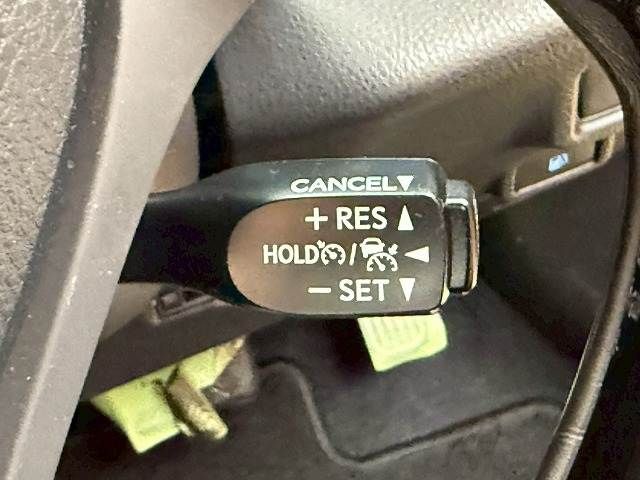 CANCEL▼
+ RES ▲
HOLD / ◀
− SET ▼